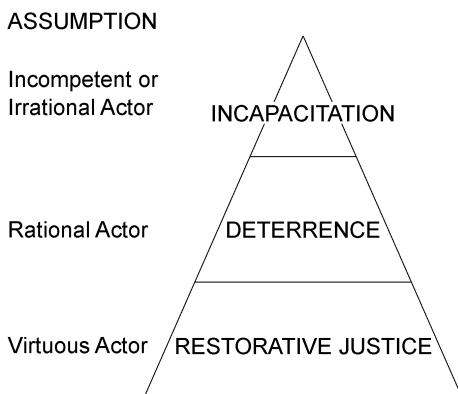 ASSUMPTION
Incompetent or
Irrational Actor
INCAPACITATION
Rational Actor
DETERRENCE
Virtuous Actor
RESTORATIVE JUSTICE